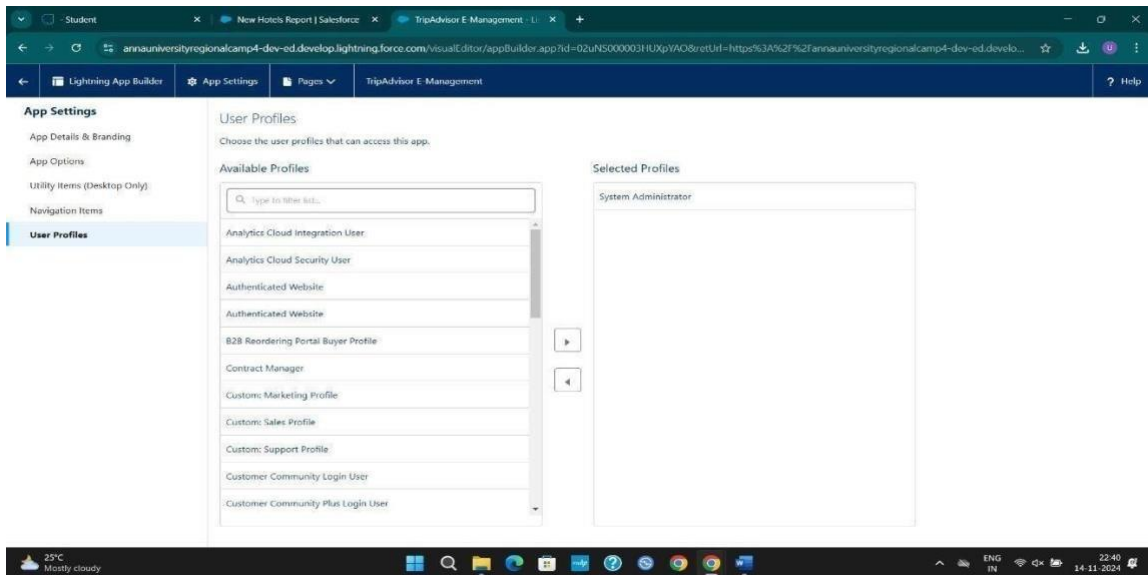 - Student
New Hotels Report | Salesforce
TripAdvisor E-Management - Li
annauniversityregionalcamp4-dev-ed.develop.lightning.force.com/visualEditor/appBuilder.app?id=02uNS000003HUXpYAO&retUrl=https%3A%2F%2Fannauniversityregionalcamp4-dev-ed.develo...
Lightning App Builder
App Settings
Pages
TripAdvisor E-Management
? Help
App Settings
App Details & Branding
App Options
Utility Items (Desktop Only)
Navigation Items
User Profiles
User Profiles
Choose the user profiles that can access this app.
Available Profiles
Type to filter list...
Analytics Cloud Integration User
Analytics Cloud Security User
Authenticated Website
Authenticated Website
B2B Reordering Portal Buyer Profile
Contract Manager
Custom: Marketing Profile
Custom: Sales Profile
Custom: Support Profile
Customer Community Login User
Customer Community Plus Login User
Selected Profiles
System Administrator
25°C
Mostly cloudy
ENG
IN
22:40
14-11-2024